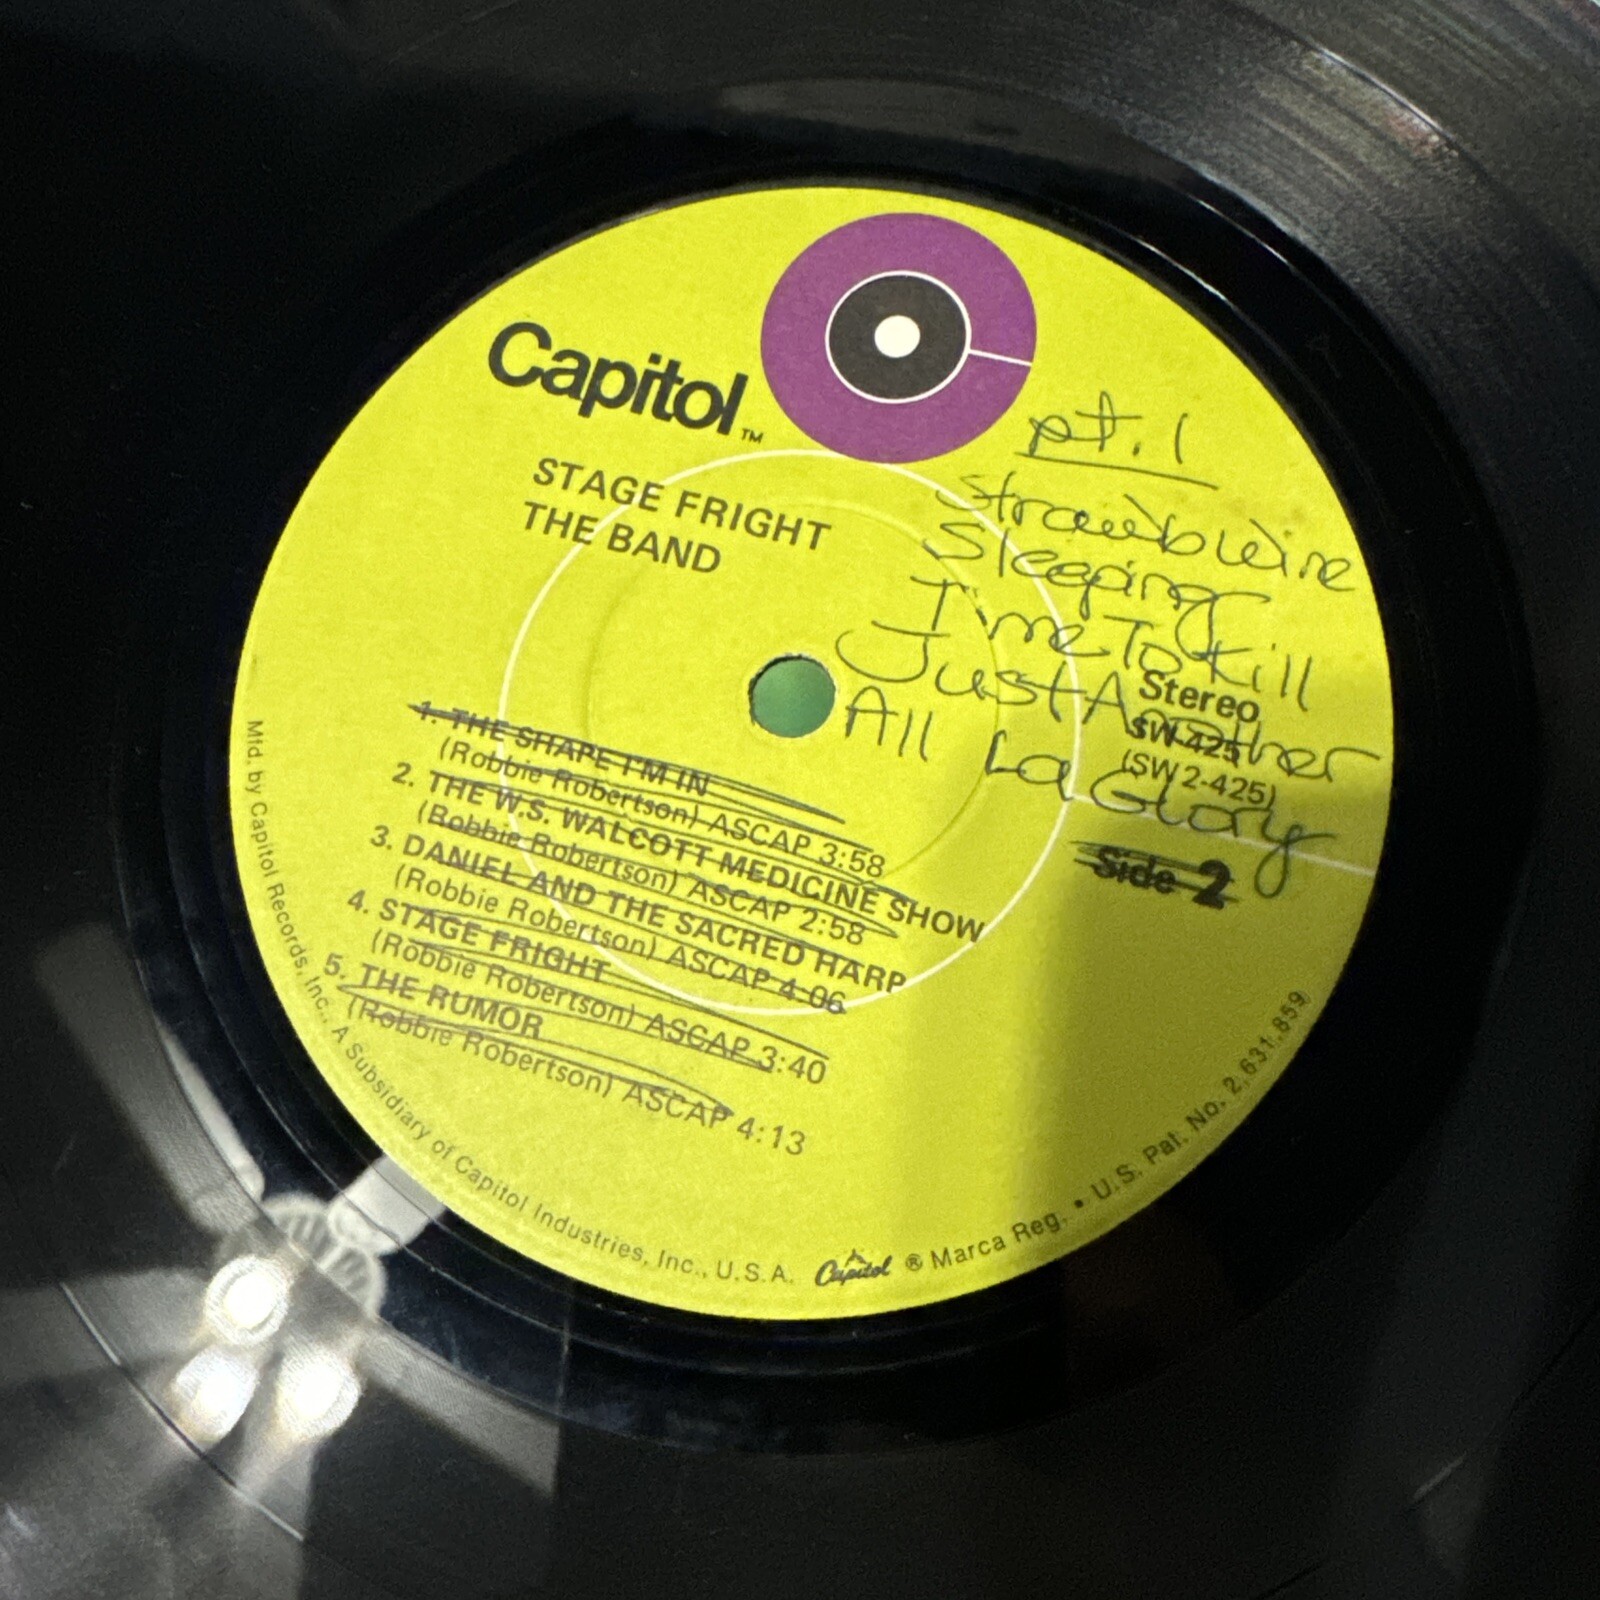 Capitol™
STAGE FRIGHT
THE BAND
pt. 1
Strawbwine
Sleeping
Time To Kill
Just Another
All La Glory
Stereo
SW-425
(SW 2-425)
Side 2
1. THE SHAPE I'M IN
(Robbie Robertson) ASCAP 3:58
2. THE W.S. WALCOTT MEDICINE SHOW
(Robbie Robertson) ASCAP 2:58
3. DANIEL AND THE SACRED HARP
(Robbie Robertson) ASCAP 4:06
4. STAGE FRIGHT
(Robbie Robertson) ASCAP 3:40
5. THE RUMOR
(Robbie Robertson) ASCAP 4:13
Mfd. by Capitol Records, Inc., A Subsidiary of Capitol Industries, Inc., U.S.A. Capitol ® Marca Reg. • U.S. Pat. No. 2,631,859